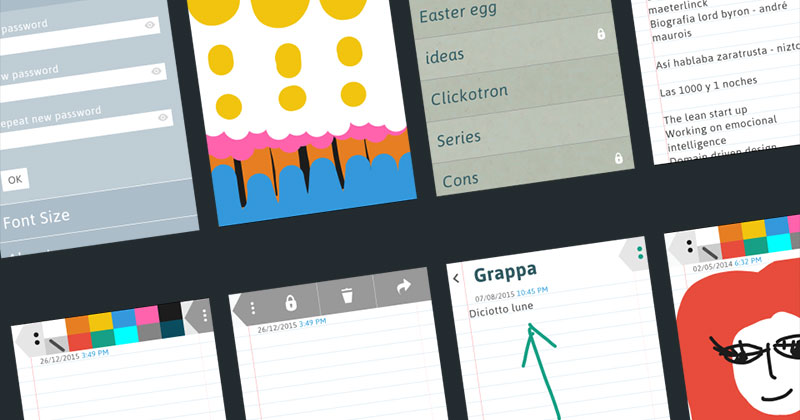 password
w password
epeat new password
OK
Font Size
Easter egg
ideas
Clickotron
Series
Cons
maeterlinck
Biografia lord byron - andré
maurois
Asi hablaba zaratrusta - nizto
Las 1000 y 1 noches
The lean start up
Working on emocional
intelligence
Domain driven design
26/12/2015 3:49 PM
26/12/2015 3:49 PM
Grappa
07/08/2015 10:45 PM
Diciotto lune
02/05/2014 6:32 PM